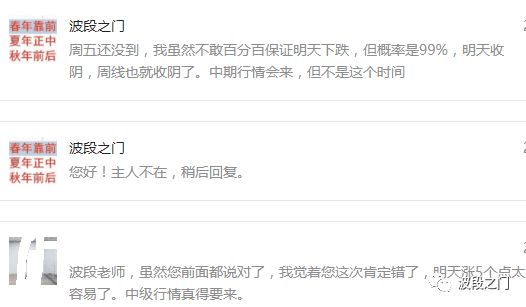 春年靠前
夏年正中
秋年前后
波段之门
周五还没到，我虽然不敢百分百保证明天下跌，但概率是99%，明天收
阴，周线也就收阴了。中期行情会来，但不是这个时间
春年靠前
夏年正中
秋年前后
波段之门
您好！主人不在，稍后回复。
波段老师，虽然您前面都说对了，我觉着您这次肯定错了，明天涨5个点太
容易了。中级行情真得要来。
波段之门